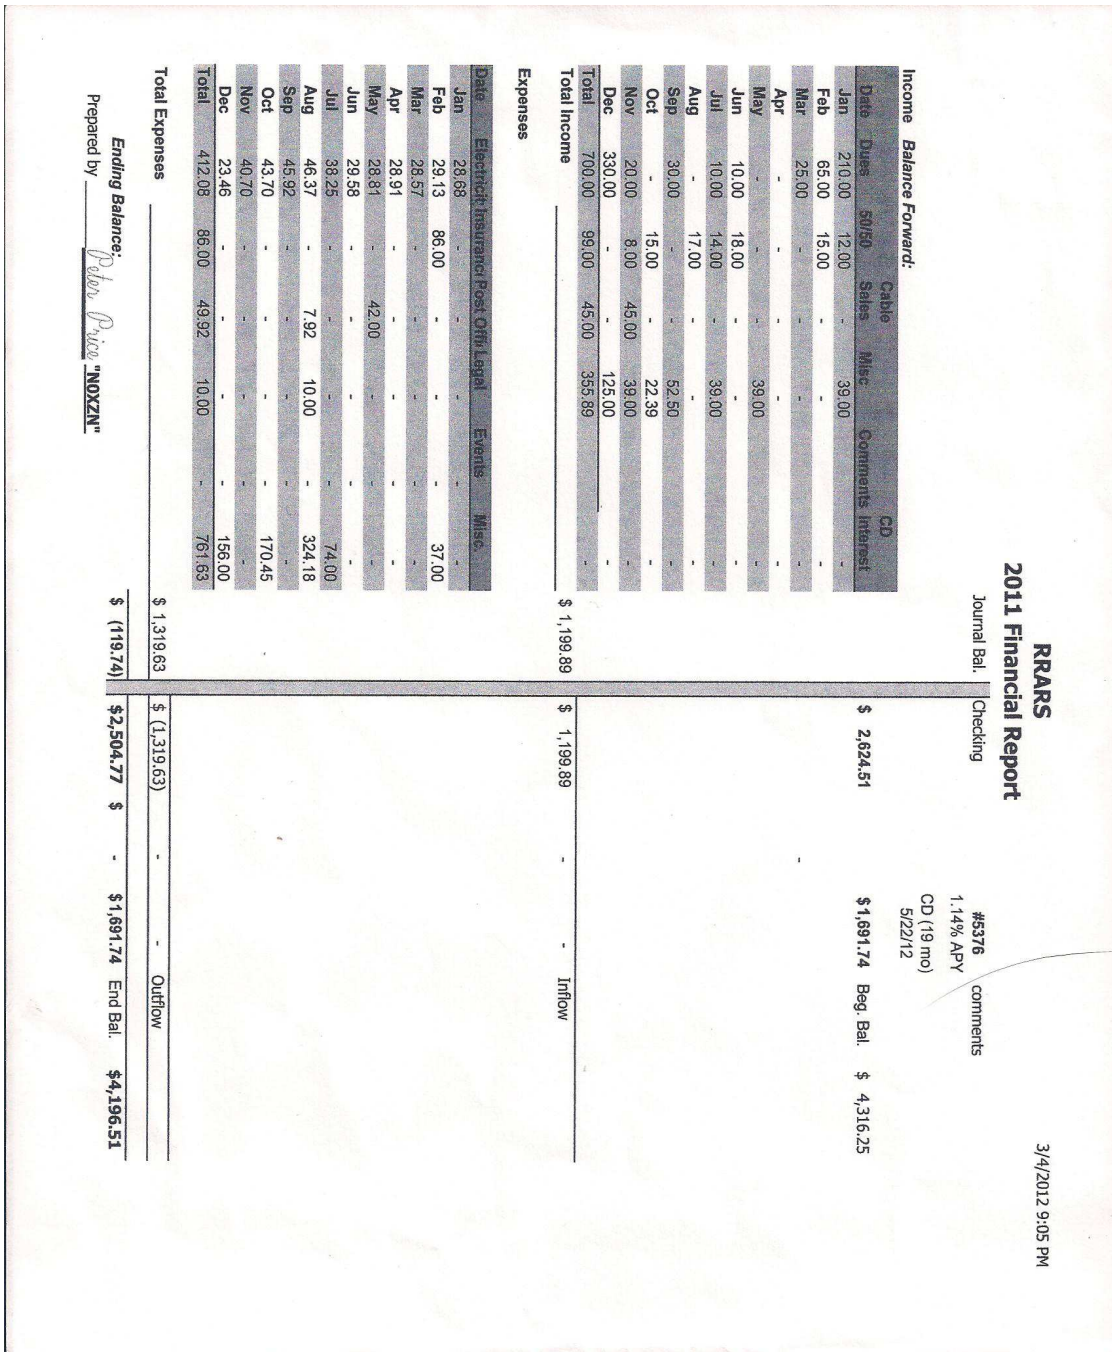 3/4/2012 9:05 PM
RRARS
2011 Financial Report
Journal Bal. Checking #5376 comments
1.14% APY
CD (19 mo)
5/22/12
Income Balance Forward:
Cable CD
Date Dues 50/50 Sales Misc Comments Interest $ 2,624.51 $1,691.74 Beg. Bal. $ 4,316.25
Jan 210.00 12.00 - 39.00 -
Feb 65.00 15.00 - - -
Mar 25.00 - - - - -
Apr - - - - -
May - - - 39.00 -
Jun 10.00 18.00 - - -
Jul 10.00 14.00 - 39.00 -
Aug - 17.00 - - -
Sep 30.00 - - 52.50 -
Oct - 15.00 - 22.39 -
Nov 20.00 8.00 45.00 39.00 -
Dec 330.00 - - 125.00 -
Total 700.00 99.00 45.00 355.89 -
Total Income $ 1,199.89 $ 1,199.89 - - Inflow
Expenses
Date Electricit Insuranc Post Offi Legal Events Misc.
Jan 28.68 - - - - -
Feb 29.13 86.00 - - - 37.00
Mar 28.57 - - - - -
Apr 28.91 - - - - -
May 28.81 - 42.00 - - -
Jun 29.58 - - - - -
Jul 38.25 - - - - 74.00
Aug 46.37 - 7.92 10.00 - 324.18
Sep 45.92 - - - - -
Oct 43.70 - - - - 170.45
Nov 40.70 - - - - -
Dec 23.46 - - - - 156.00
Total 412.08 86.00 49.92 10.00 - 761.63
Total Expenses $ 1,319.63 $ (1,319.63) - - Outflow
Ending Balance: $ (119.74) $2,504.77 $ - $1,691.74 End Bal. $4,196.51
Prepared by Peter Price "N0XZN"